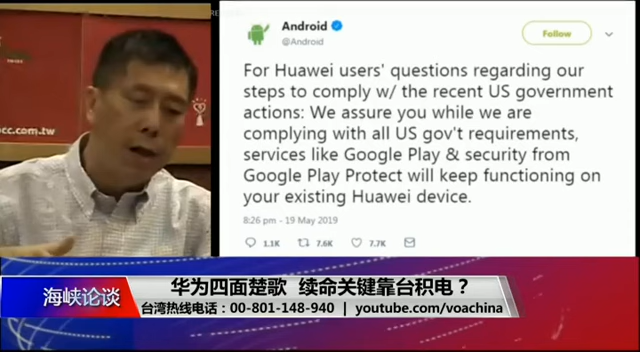 occ.com.tw
Android
@Android
Follow
For Huawei users' questions regarding our
steps to comply w/ the recent US government
actions: We assure you while we are
complying with all US gov't requirements,
services like Google Play & security from
Google Play Protect will keep functioning on
your existing Huawei device.
8:26 pm - 19 May 2019
1.1K 7.6K 7.7K
海峡论谈
华为四面楚歌 续命关键靠台积电？
台湾热线电话：00-801-148-940 | youtube.com/voachina